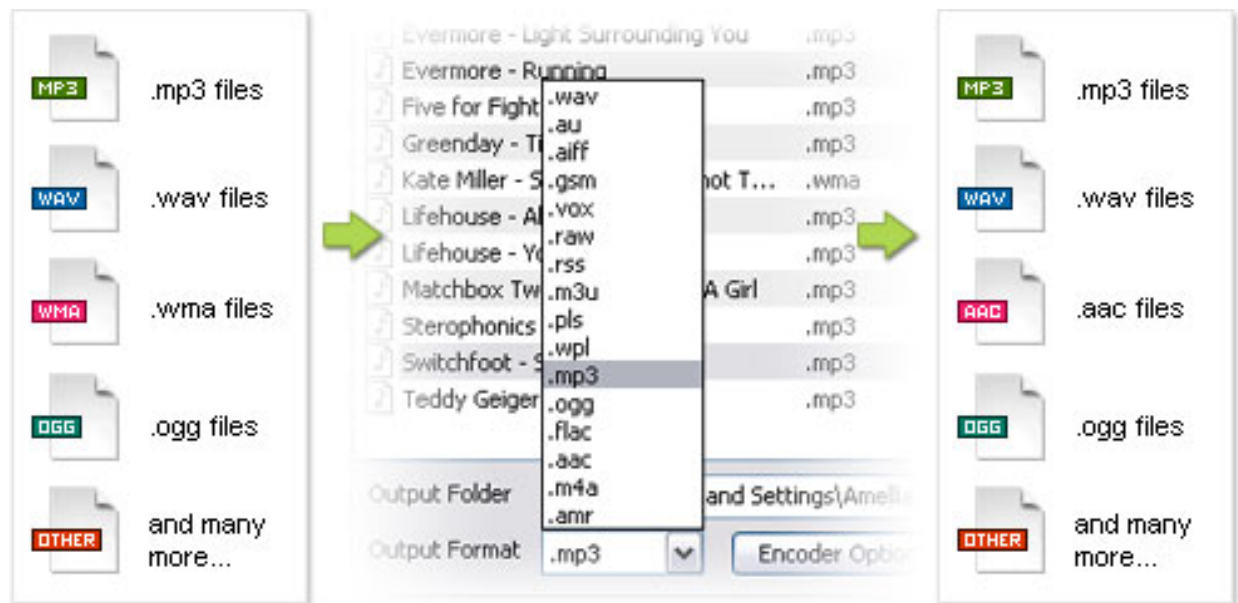 MP3 .mp3 files
WAV .wav files
WMA .wma files
OGG .ogg files
OTHER and many
more...
Evermore - Light Surrounding You .mp3
Evermore - Running .mp3
Five for Fight .mp3
Greenday - Ti .mp3
Kate Miller - S not T... .wma
Lifehouse - Al .mp3
Lifehouse - Yo .mp3
Matchbox Twe A Girl .mp3
Sterophonics .mp3
Switchfoot - S .mp3
Teddy Geiger .mp3
.wav
.au
.aiff
.gsm
.vox
.raw
.rss
.m3u
.pls
.wpl
.mp3
.ogg
.flac
.aac
.m4a
.amr
Output Folder and Settings\Amelia
Output Format .mp3 Encoder Optio
MP3 .mp3 files
WAV .wav files
AAC .aac files
OGG .ogg files
OTHER and many
more...